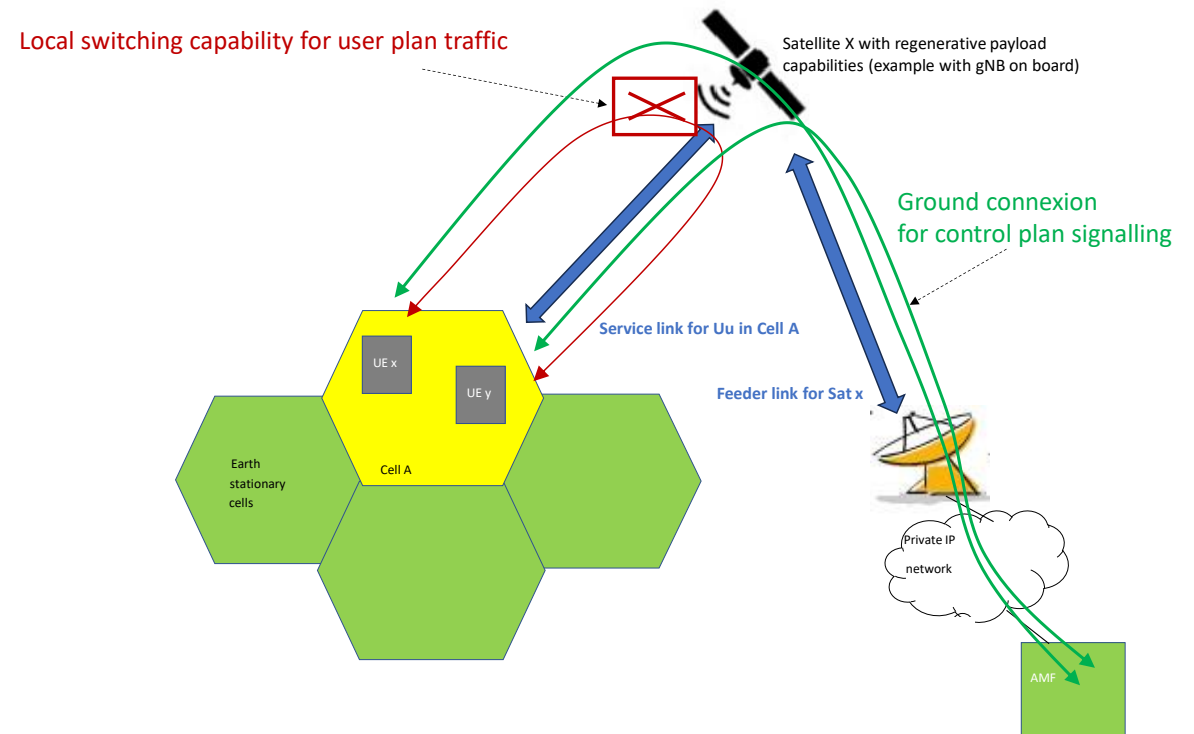 Local switching capability for user plan traffic
Satellite X with regenerative payload
capabilities (example with gNB on board)
Ground connexion
for control plan signalling
Service link for Uu in Cell A
UE x
UE y
Feeder link for Sat x
Earth
stationary
cells
Cell A
Private IP
network
AMF